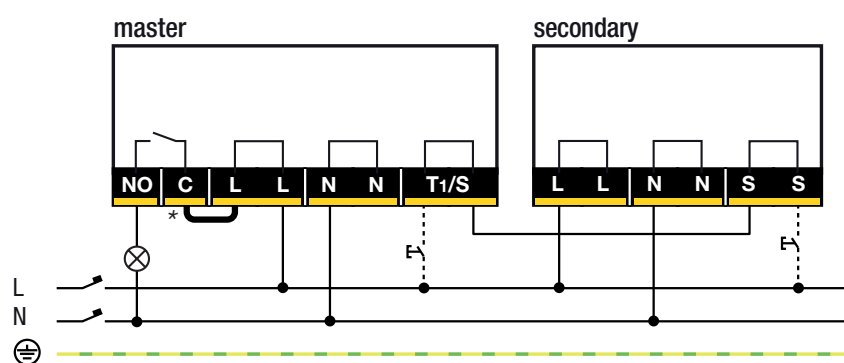 master secondary
NO C L L N N T1/S L L N N S S
*
L
N